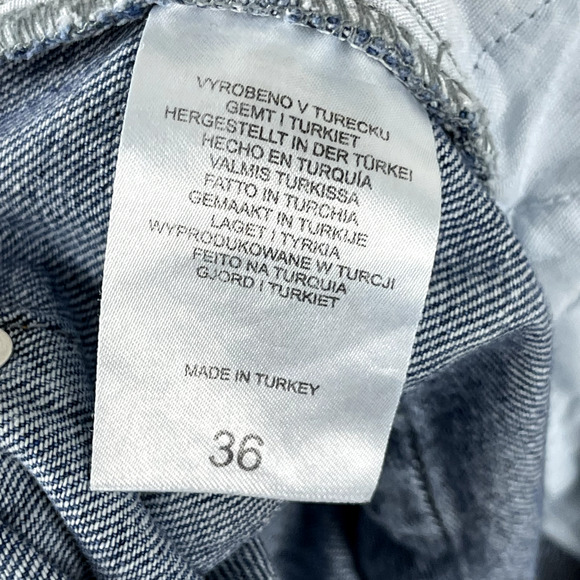 VYROBENO V TURECKU
GEMT I TURKIET
HERGESTELLT IN DER TÜRKEI
HECHO EN TURQUÍA
VALMIS TURKISSA
FATTO IN TURCHIA
GEMAAKT IN TURKIJE
LAGET I TYRKIA
WYPRODUKOWANE W TURCJI
FEITO NA TURQUIA
GJORD I TURKIET
MADE IN TURKEY
36